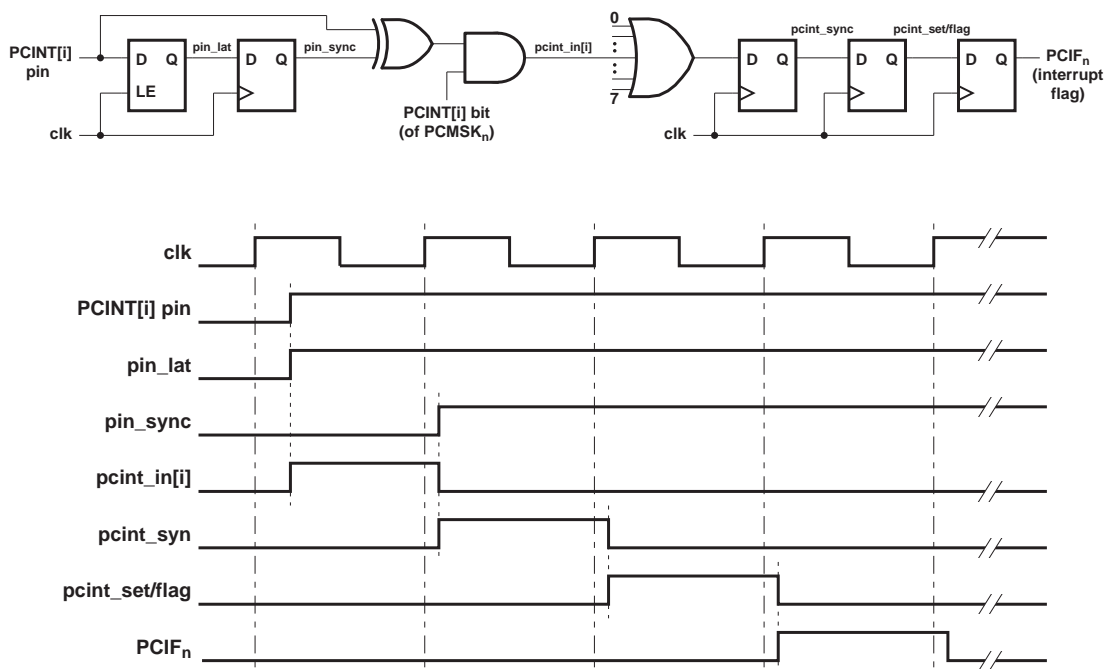 PCINT[i]
pin
D Q
LE
clk
pin_lat
D Q
pin_sync
PCINT[i] bit
(of PCMSKn)
pcint_in[i]
0
7
D Q
clk
pcint_sync
D Q
pcint_set/flag
D Q
PCIFn
(interrupt
flag)
clk
PCINT[i] pin
pin_lat
pin_sync
pcint_in[i]
pcint_syn
pcint_set/flag
PCIFn